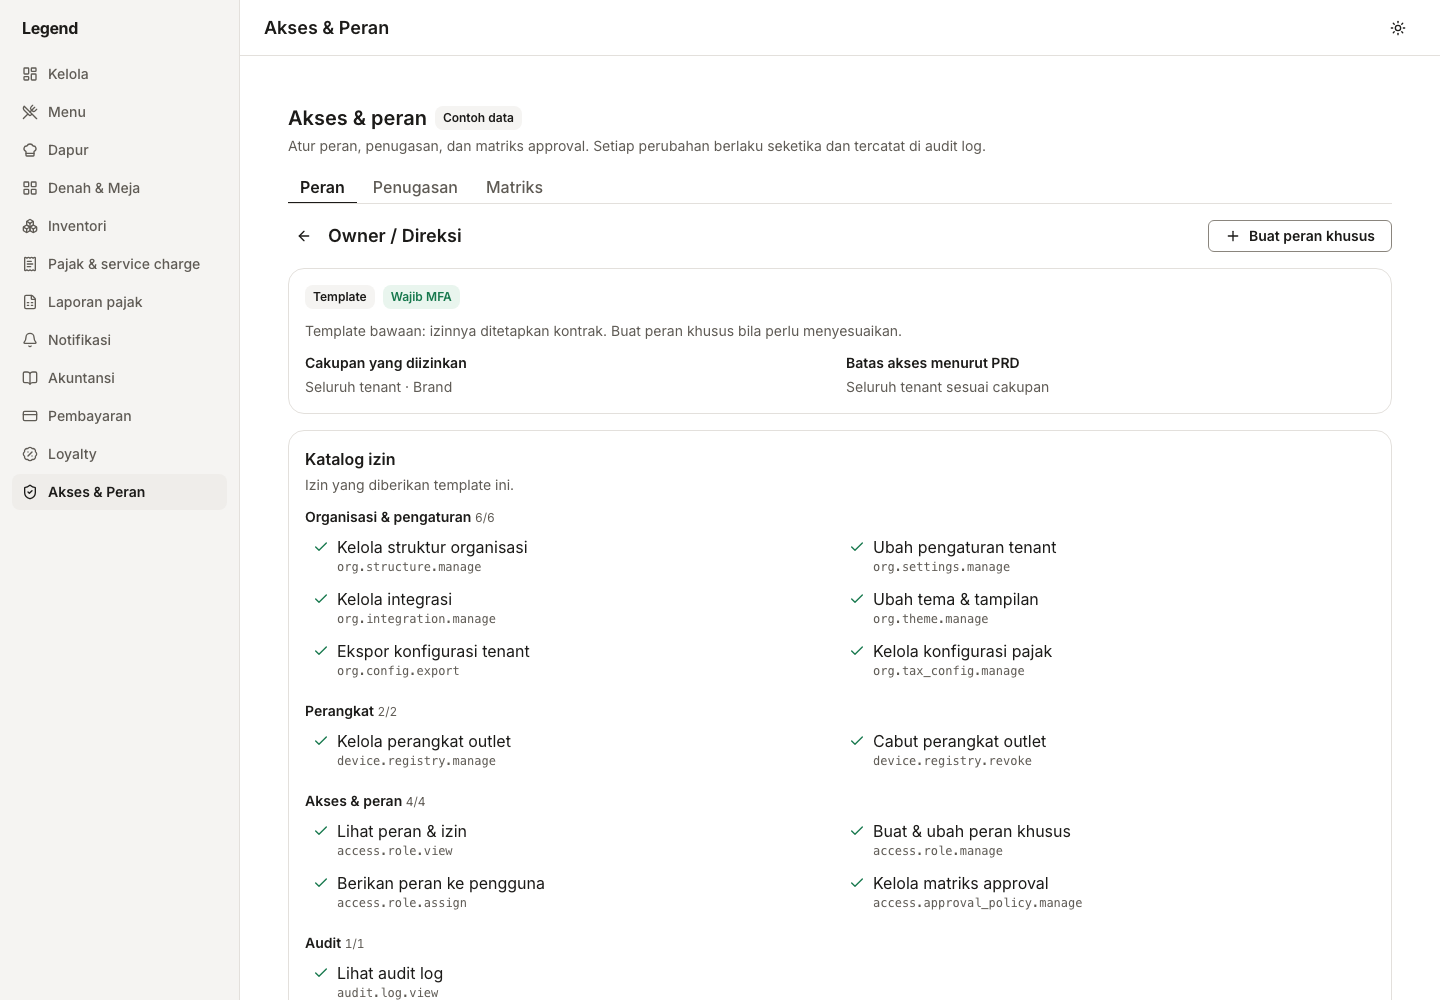 Legend
Kelola
Menu
Dapur
Denah & Meja
Inventori
Pajak & service charge
Laporan pajak
Notifikasi
Akuntansi
Pembayaran
Loyalty
Akses & Peran
Akses & Peran
Akses & peran Contoh data
Atur peran, penugasan, dan matriks approval. Setiap perubahan berlaku seketika dan tercatat di audit log.
Peran Penugasan Matriks
Owner / Direksi
Buat peran khusus
Template Wajib MFA
Template bawaan: izinnya ditetapkan kontrak. Buat peran khusus bila perlu menyesuaikan.
Cakupan yang diizinkan
Seluruh tenant · Brand
Batas akses menurut PRD
Seluruh tenant sesuai cakupan
Katalog izin
Izin yang diberikan template ini.
Organisasi & pengaturan 6/6
Kelola struktur organisasi
org.structure.manage
Ubah pengaturan tenant
org.settings.manage
Kelola integrasi
org.integration.manage
Ubah tema & tampilan
org.theme.manage
Ekspor konfigurasi tenant
org.config.export
Kelola konfigurasi pajak
org.tax_config.manage
Perangkat 2/2
Kelola perangkat outlet
device.registry.manage
Cabut perangkat outlet
device.registry.revoke
Akses & peran 4/4
Lihat peran & izin
access.role.view
Buat & ubah peran khusus
access.role.manage
Berikan peran ke pengguna
access.role.assign
Kelola matriks approval
access.approval_policy.manage
Audit 1/1
Lihat audit log
audit.log.view